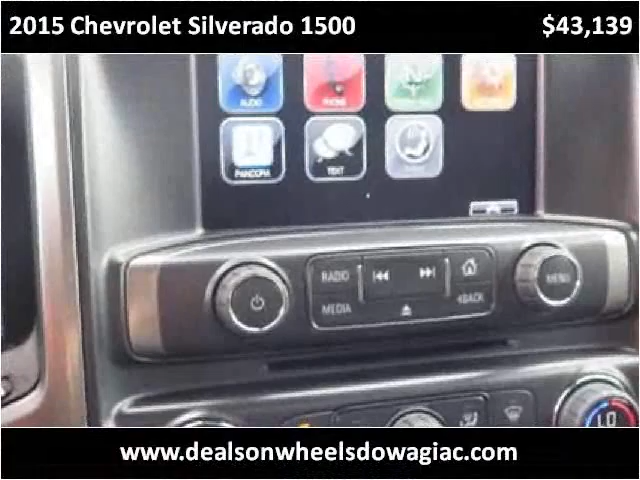 2015 Chevrolet Silverado 1500 $43,139
AUDIO PHONE
PANDORA TEXT
RADIO MENU
MEDIA BACK
LO
www.dealsonwheelsdowagiac.com